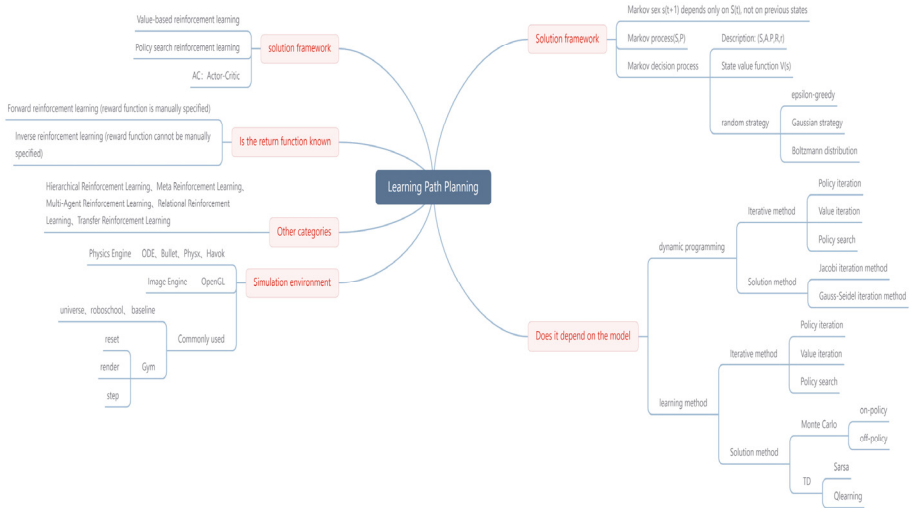 Learning Path Planning
solution framework
Value-based reinforcement learning
Policy search reinforcement learning
AC：Actor-Critic
Is the return function known
Forward reinforcement learning (reward function is manually specified)
Inverse reinforcement learning (reward function cannot be manually
specified)
Other categories
Hierarchical Reinforcement Learning、Meta Reinforcement Learning、
Multi-Agent Reinforcement Learning、Relational Reinforcement
Learning、Transfer Reinforcement Learning
Simulation environment
Physics Engine ODE、Bullet、Physx、Havok
Image Engine OpenGL
Commonly used
universe、roboschool、 baseline
Gym
reset
render
step
Solution framework
Markov sex s(t+1) depends only on S(t), not on previous states
Markov process(S,P)
Markov decision process
Description: (S,A,P,R,r)
State value function V(s)
random strategy
epsilon-greedy
Gaussian strategy
Boltzmann distribution
Does it depend on the model
dynamic programming
Iterative method
Policy iteration
Value iteration
Policy search
Solution method
Jacobi iteration method
Gauss-Seidel iteration method
learning method
Iterative method
Policy iteration
Value iteration
Policy search
Solution method
Monte Carlo
on-policy
off-policy
TD
Sarsa
Qlearning